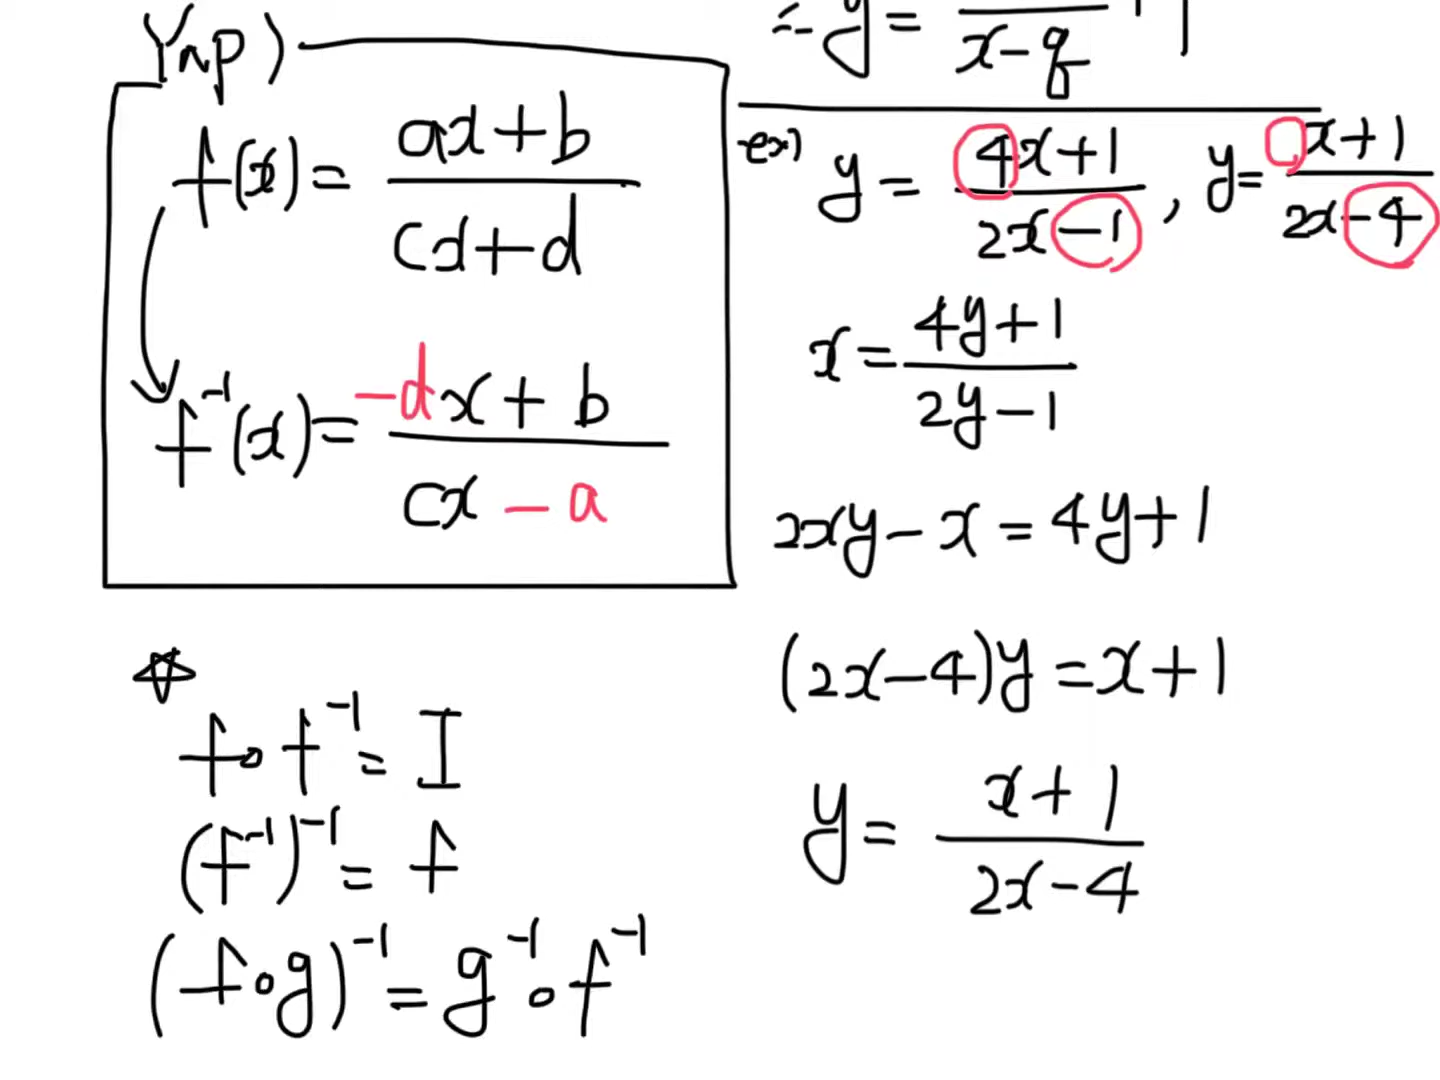 Tip)
f(x) = (ax+b)/(cx+d)
f⁻¹(x) = (-dx+b)/(cx-a)
☆
f∘f⁻¹ = I
(f⁻¹)⁻¹ = f
(f∘g)⁻¹ = g⁻¹∘f⁻¹
ex) y = (4x+1)/(2x-1), y = (x+1)/(2x-4)
x = (4y+1)/(2y-1)
2xy-x = 4y+1
(2x-4)y = x+1
y = (x+1)/(2x-4)